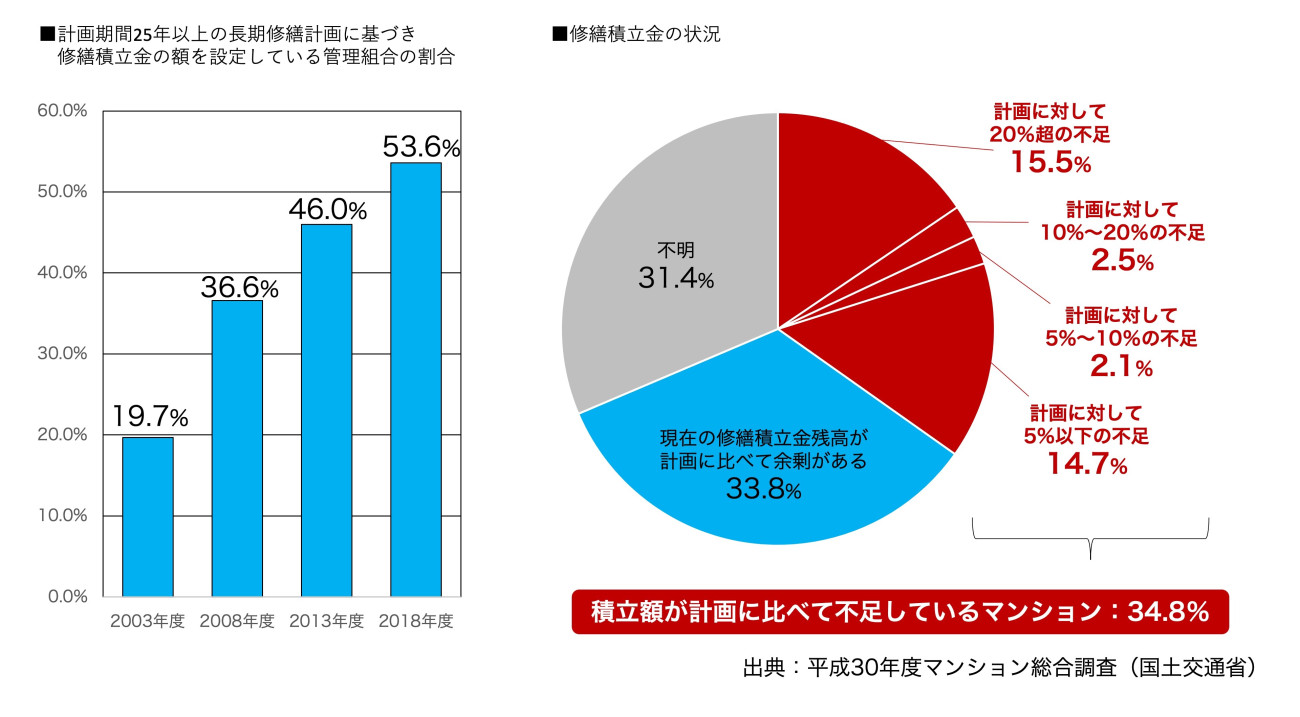 ■計画期間25年以上の長期修繕計画に基づき
修繕積立金の額を設定している管理組合の割合
60.0%
50.0%
40.0%
30.0%
20.0%
10.0%
0.0%
19.7%
36.6%
46.0%
53.6%
2003年度
2008年度
2013年度
2018年度
■修繕積立金の状況
計画に対して
20%超の不足
15.5%
計画に対して
10%〜20%の不足
2.5%
計画に対して
5%〜10%の不足
2.1%
計画に対して
5%以下の不足
14.7%
現在の修繕積立金残高が
計画に比べて余剰がある
33.8%
不明
31.4%
積立額が計画に比べて不足しているマンション：34.8%
出典：平成30年度マンション総合調査（国土交通省）